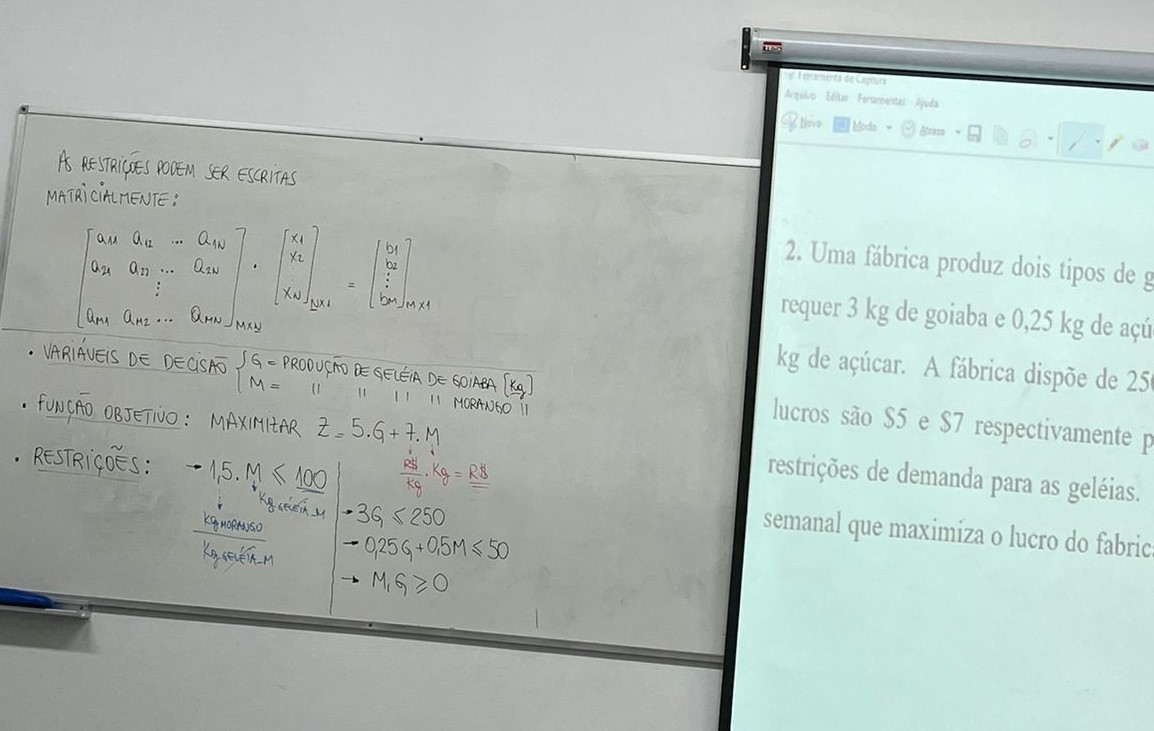 AS RESTRIÇÕES PODEM SER ESCRITAS
MATRICIALMENTE:
[a11 a12 ... a1N
a21 a22 ... a2N
⋮
aM1 aM2 ... aMN]MXN . [x1
x2
⋮
xN]NX1 = [b1
b2
⋮
bM]MX1
• VARIÁVEIS DE DECISÃO { G = PRODUÇÃO DE GELÉIA DE GOIABA [Kg]
M = " " " " MORANGO "
• FUNÇÃO OBJETIVO: MAXIMIZAR Z = 5.G + 7.M
R$/Kg . Kg = R$
• RESTRIÇÕES: → 1,5.M ≤ 100
Kg GELÉIA_M
Kg MORANGO
Kg GELÉIA_M
→ 3G ≤ 250
→ 0,25G + 0,5M ≤ 50
→ M, G ≥ 0
TES
Ferramenta de Captura
Arquivo Editar Ferramentas Ajuda
Novo Modo Atraso
2. Uma fábrica produz dois tipos de g
requer 3 kg de goiaba e 0,25 kg de açú
kg de açúcar. A fábrica dispõe de 25
lucros são $5 e $7 respectivamente p
restrições de demanda para as geléias.
semanal que maximiza o lucro do fabric